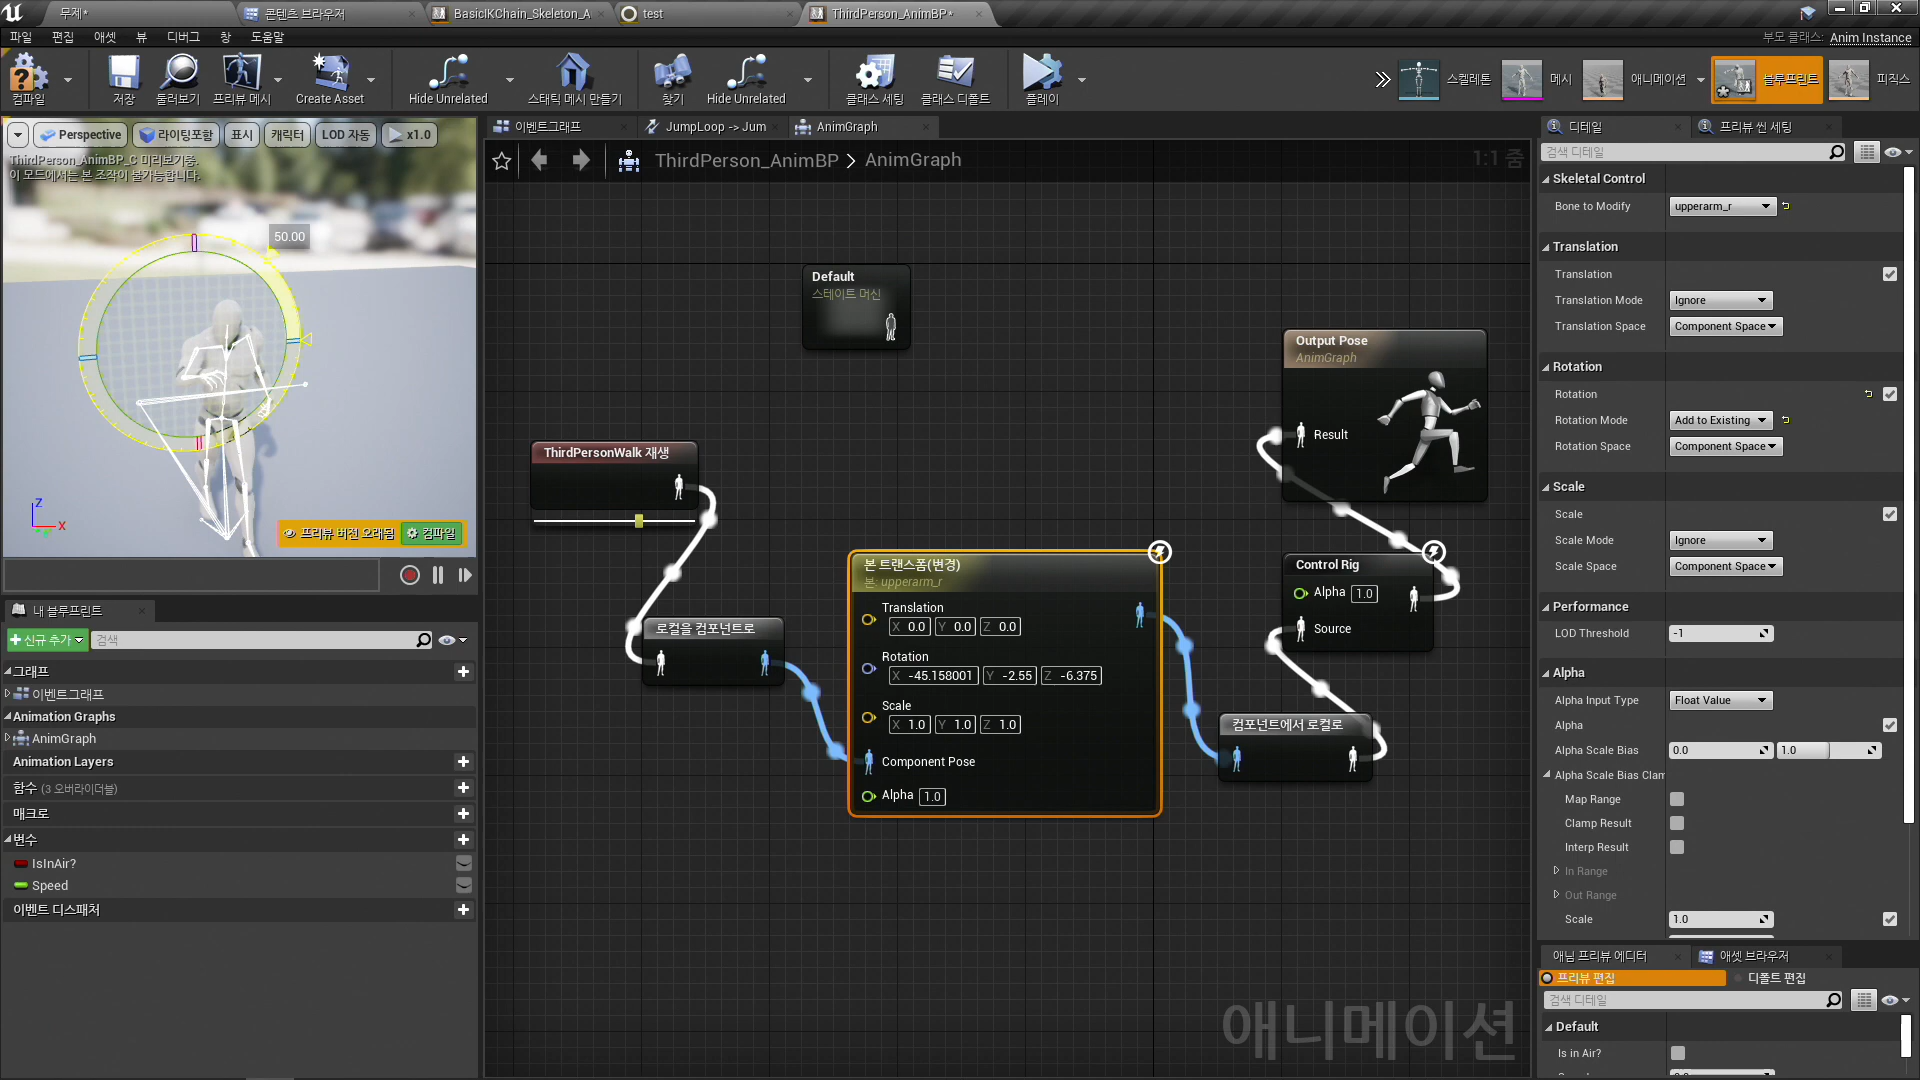 무제*
콘텐츠 브라우저
BasicIKChain_Skeleton_A
test
ThirdPerson_AnimBP*
파일
편집
애셋
뷰
디버그
창
도움말
부모 클래스:
Anim Instance
컴파일
저장
둘러보기
프리뷰 메시
Create Asset
Hide Unrelated
스태틱 메시 만들기
찾기
Hide Unrelated
클래스 세팅
클래스 디폴트
플레이
스켈레톤
메시
애니메이션
블루프린트
피직스
이벤트그래프
JumpLoop -> Jum
AnimGraph
Perspective
라이팅포함
표시
캐릭터
LOD 자동
x1.0
ThirdPerson_AnimBP_C 미리보기중.
이 모드에서는 본 조작이 불가능합니다.
50.00
Z
X
프리뷰 버전 오래됨
컴파일
ThirdPerson_AnimBP > AnimGraph
1:1 줌
Default
스테이트 머신
ThirdPersonWalk 재생
로컬을 컴포넌트로
본 트랜스폼(변경)
본: upperarm_r
Translation
X 0.0 Y 0.0 Z 0.0
Rotation
X -45.158001 Y -2.55 Z -6.375
Scale
X 1.0 Y 1.0 Z 1.0
Component Pose
Alpha 1.0
컴포넌트에서 로컬로
Control Rig
Alpha 1.0
Source
Output Pose
AnimGraph
Result
애니메이션
내 블루프린트
신규 추가
검색
그래프
이벤트그래프
Animation Graphs
AnimGraph
Animation Layers
함수 (3 오버라이더블)
매크로
변수
IsInAir?
Speed
이벤트 디스패처
디테일
프리뷰 씬 세팅
검색 디테일
Skeletal Control
Bone to Modify
upperarm_r
Translation
Translation
Translation Mode
Ignore
Translation Space
Component Space
Rotation
Rotation
Rotation Mode
Add to Existing
Rotation Space
Component Space
Scale
Scale
Scale Mode
Ignore
Scale Space
Component Space
Performance
LOD Threshold
-1
Alpha
Alpha Input Type
Float Value
Alpha
Alpha Scale Bias
0.0
1.0
Alpha Scale Bias Clam
Map Range
Clamp Result
Interp Result
In Range
Out Range
Scale
1.0
애님 프리뷰 에디터
애셋 브라우저
프리뷰 편집
디폴트 편집
검색 디테일
Default
Is in Air?